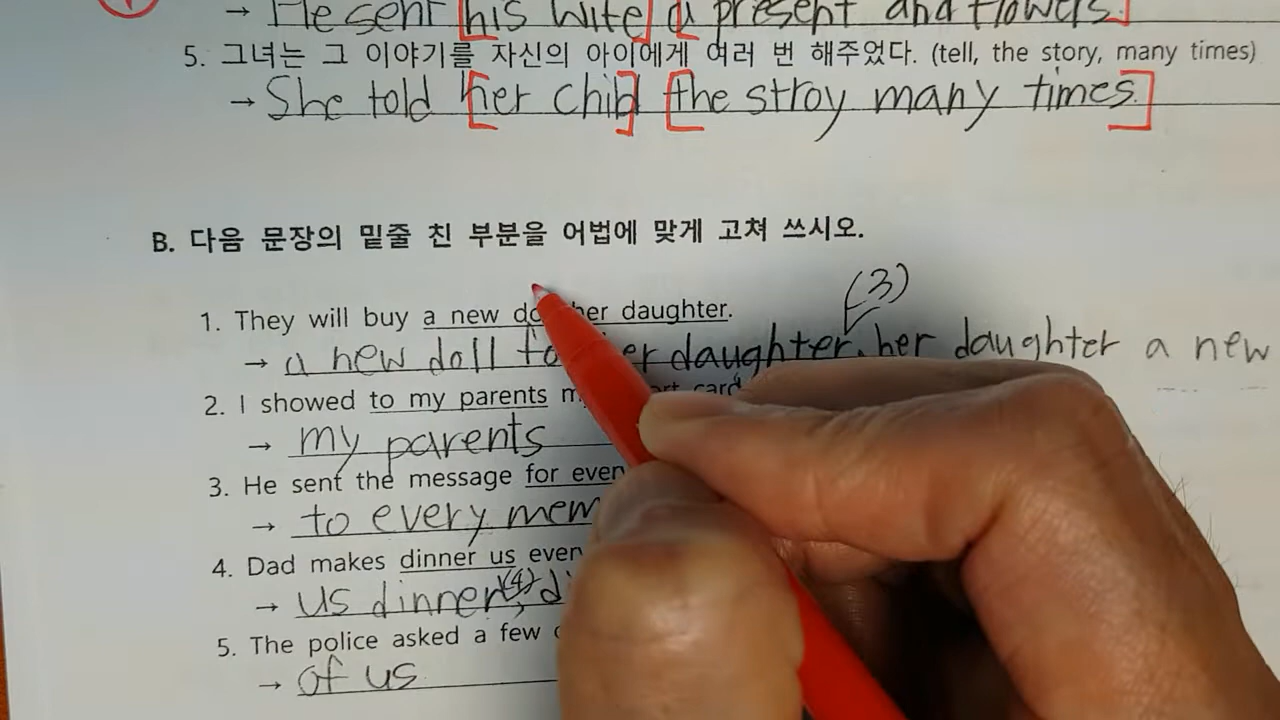 → He sent his wife a present and flowers.
5. 그녀는 그 이야기를 자신의 아이에게 여러 번 해주었다. (tell, the story, many times)
→ She told her child the stroy many times.
B. 다음 문장의 밑줄 친 부분을 어법에 맞게 고쳐 쓰시오.
(3)
1. They will buy a new her daughter.
→ a new doll daughter, her daughter a new
2. I showed to my parents card
→ my parents
3. He sent the message for
→ to every
4. Dad makes dinner us
→ us dinner(4),
5. The police asked a few
→ of us